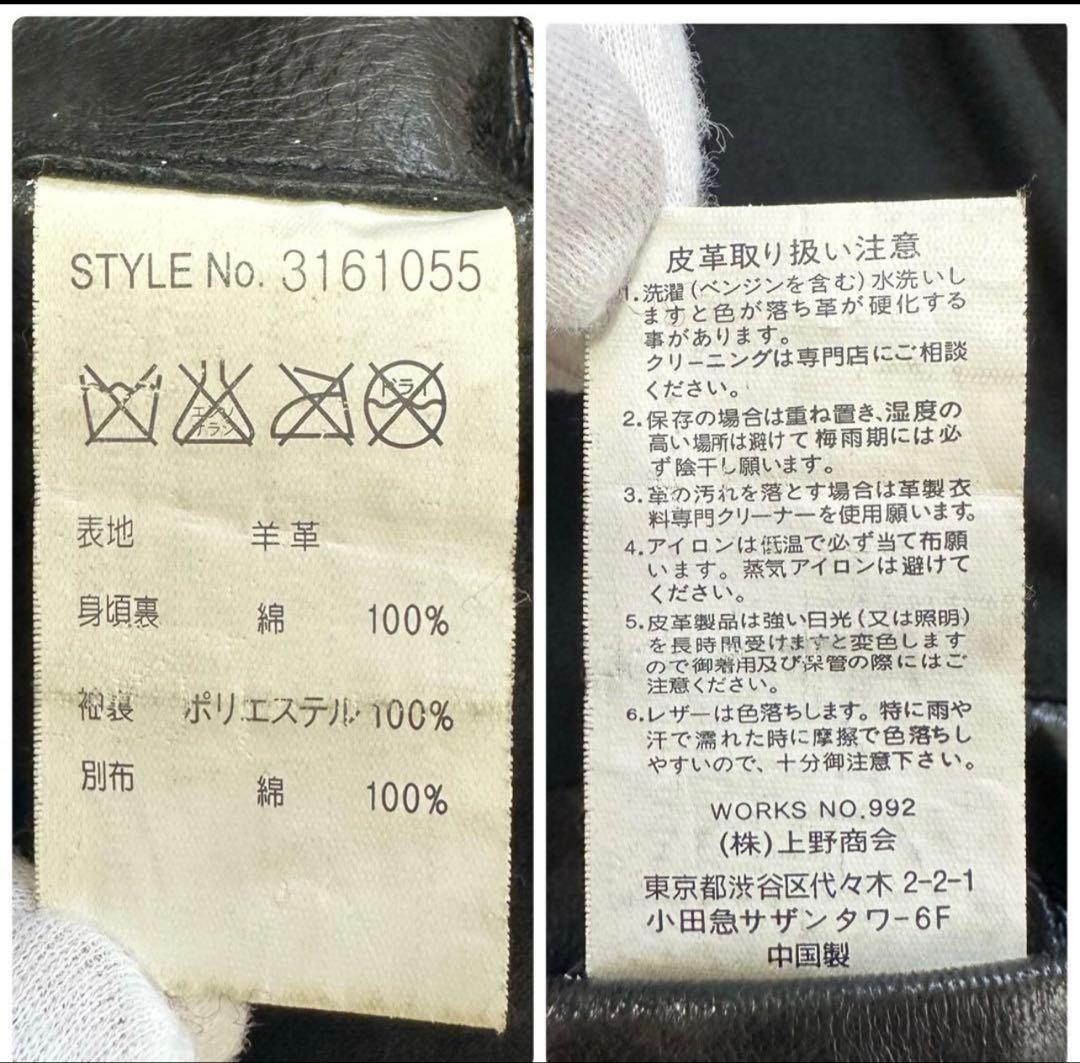 STYLE No. 3161055
エンソ
サラシ
ドライ
表地 羊革
身頃裏 綿 100%
袖裏 ポリエステル 100%
別布 綿 100%
皮革取り扱い注意
1.洗濯(ベンジンを含む)水洗いし
ますと色が落ち革が硬化する
事があります。
クリーニングは専門店にご相談
ください。
2.保存の場合は重ね置き、湿度の
高い場所は避けて梅雨期には必
ず陰干し願います。
3.革の汚れを落とす場合は革製衣
料専門クリーナーを使用願います。
4.アイロンは低温で必ず当て布願
います。蒸気アイロンは避けて
ください。
5.皮革製品は強い日光(又は照明)
を長時間受けますと変色します
ので御着用及び保管の際にはご
注意ください。
6.レザーは色落ちします。特に雨や
汗で濡れた時に摩擦で色落ちし
やすいので、十分御注意下さい。
WORKS NO.992
(株)上野商会
東京都渋谷区代々木 2-2-1
小田急サザンタワー6F
中国製